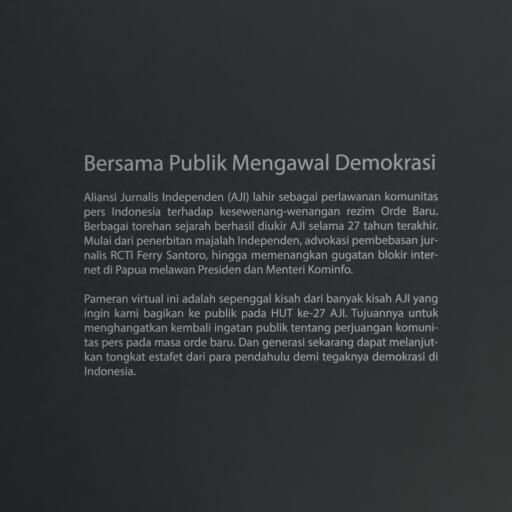 Bersama Publik Mengawal Demokrasi
Aliansi Jurnalis Independen (AJI) lahir sebagai perlawanan komunitas
pers Indonesia terhadap kesewenang-wenangan rezim Orde Baru.
Berbagai torehan sejarah berhasil diukir AJI selama 27 tahun terakhir.
Mulai dari penerbitan majalah Independen, advokasi pembebasan jur-
nalis RCTI Ferry Santoro, hingga memenangkan gugatan blokir inter-
net di Papua melawan Presiden dan Menteri Kominfo.
Pameran virtual ini adalah sepenggal kisah dari banyak kisah AJI yang
ingin kami bagikan ke publik pada HUT ke-27 AJI. Tujuannya untuk
menghangatkan kembali ingatan publik tentang perjuangan komuni-
tas pers pada masa orde baru. Dan generasi sekarang dapat melanjut-
kan tongkat estafet dari para pendahulu demi tegaknya demokrasi di
Indonesia.